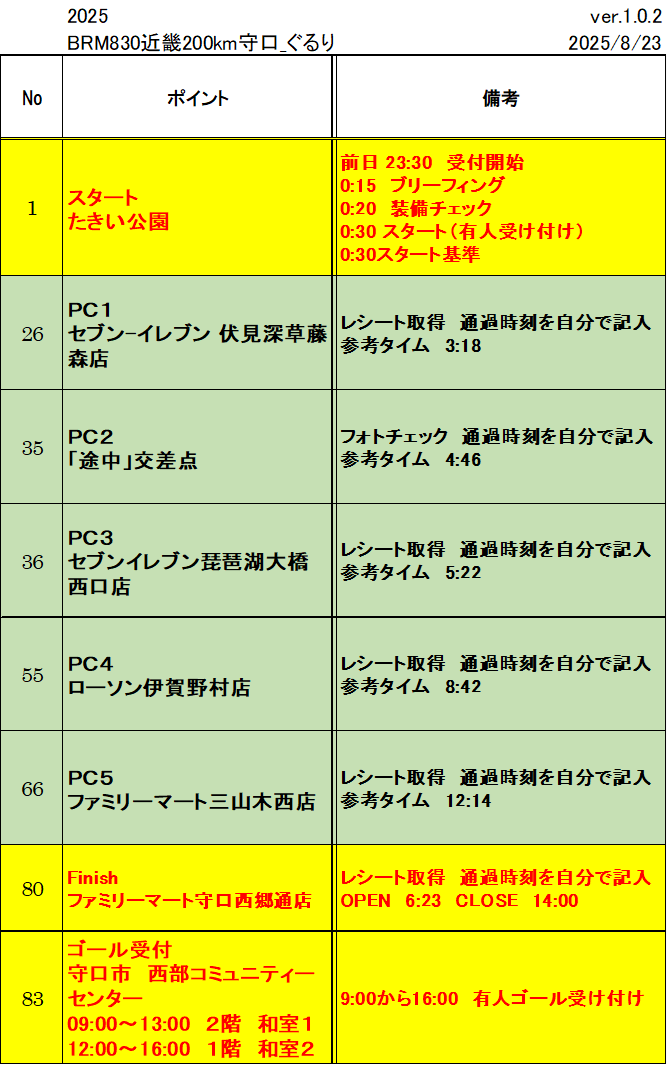 2025 ver.1.0.2
BRM830近畿200km守口_ぐるり 2025/8/23
No ポイント 備考
1
スタート
たきい公園
前日 23:30 受付開始
0:15 ブリーフィング
0:20 装備チェック
0:30 スタート（有人受け付け）
0:30スタート基準
26
PC1
セブン-イレブン 伏見深草藤
森店
レシート取得 通過時刻を自分で記入
参考タイム 3:18
35
PC2
「途中」交差点
フォトチェック 通過時刻を自分で記入
参考タイム 4:46
36
PC3
セブンイレブン琵琶湖大橋
西口店
レシート取得 通過時刻を自分で記入
参考タイム 5:22
55
PC4
ローソン伊賀野村店
レシート取得 通過時刻を自分で記入
参考タイム 8:42
66
PC5
ファミリーマート三山木西店
レシート取得 通過時刻を自分で記入
参考タイム 12:14
80
Finish
ファミリーマート守口西郷通店
レシート取得 通過時刻を自分で記入
OPEN 6:23 CLOSE 14:00
83
ゴール受付
守口市 西部コミュニティー
センター
09:00～13:00 2階 和室1
12:00～16:00 1階 和室2
9:00から16:00 有人ゴール受け付け